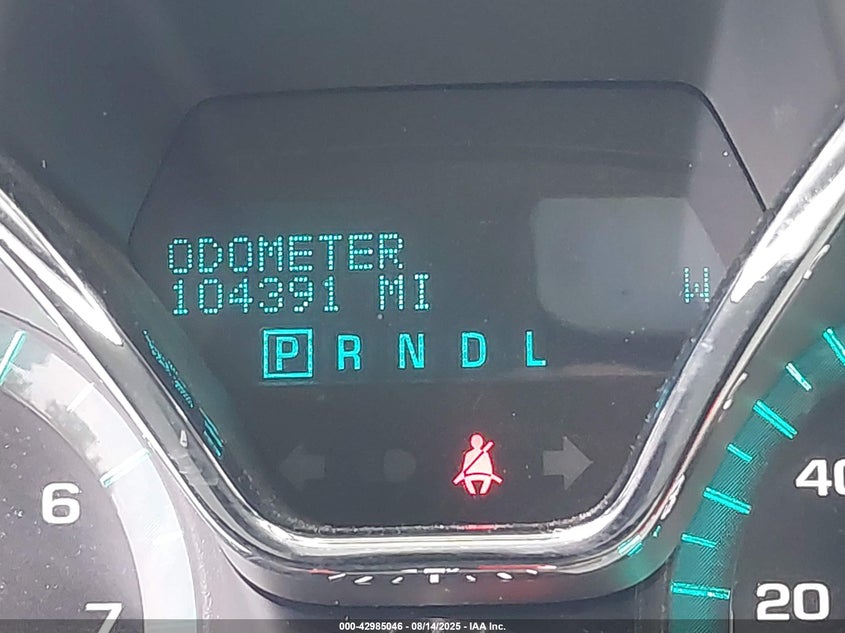 ODOMETER
104391 MI W
P R N D L
6
7
40
20
000-42985046 - 08/14/2025 - IAA Inc.